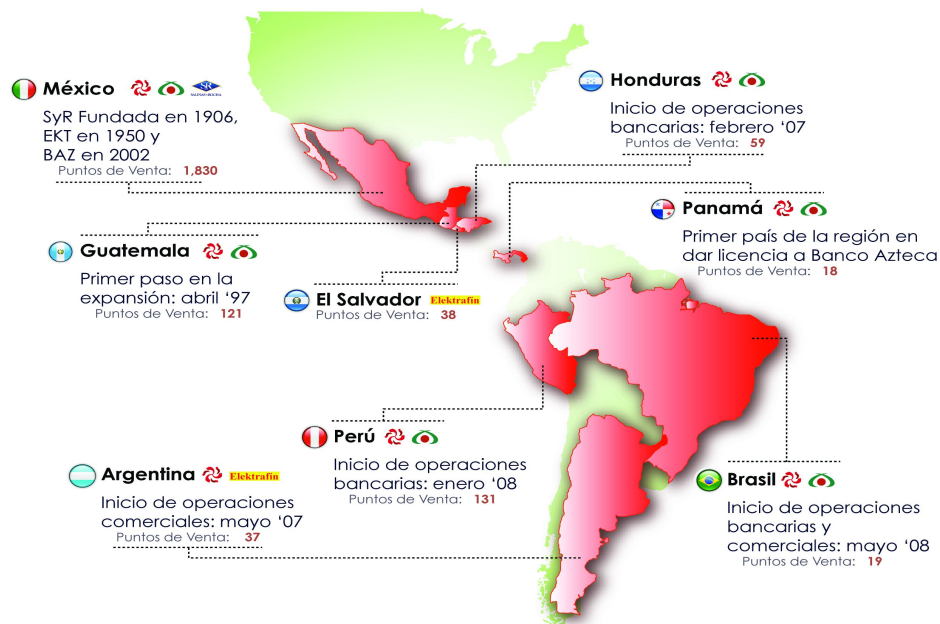 México
SALINAS Y ROCHA
SyR Fundada en 1906,
EKT en 1950 y
BAZ en 2002
Puntos de Venta: 1,830
Honduras
Inicio de operaciones
bancarias: febrero ‘07
Puntos de Venta: 59
Guatemala
Primer paso en la
expansión: abril ‘97
Puntos de Venta: 121
Panamá
Primer país de la región en
dar licencia a Banco Azteca
Puntos de Venta: 18
El Salvador Elektrafin
Puntos de Venta: 38
Perú
Inicio de operaciones
bancarias: enero ‘08
Puntos de Venta: 131
Argentina Elektrafin
Inicio de operaciones
comerciales: mayo ‘07
Puntos de Venta: 37
Brasil
Inicio de operaciones
bancarias y
comerciales: mayo ‘08
Puntos de Venta: 19